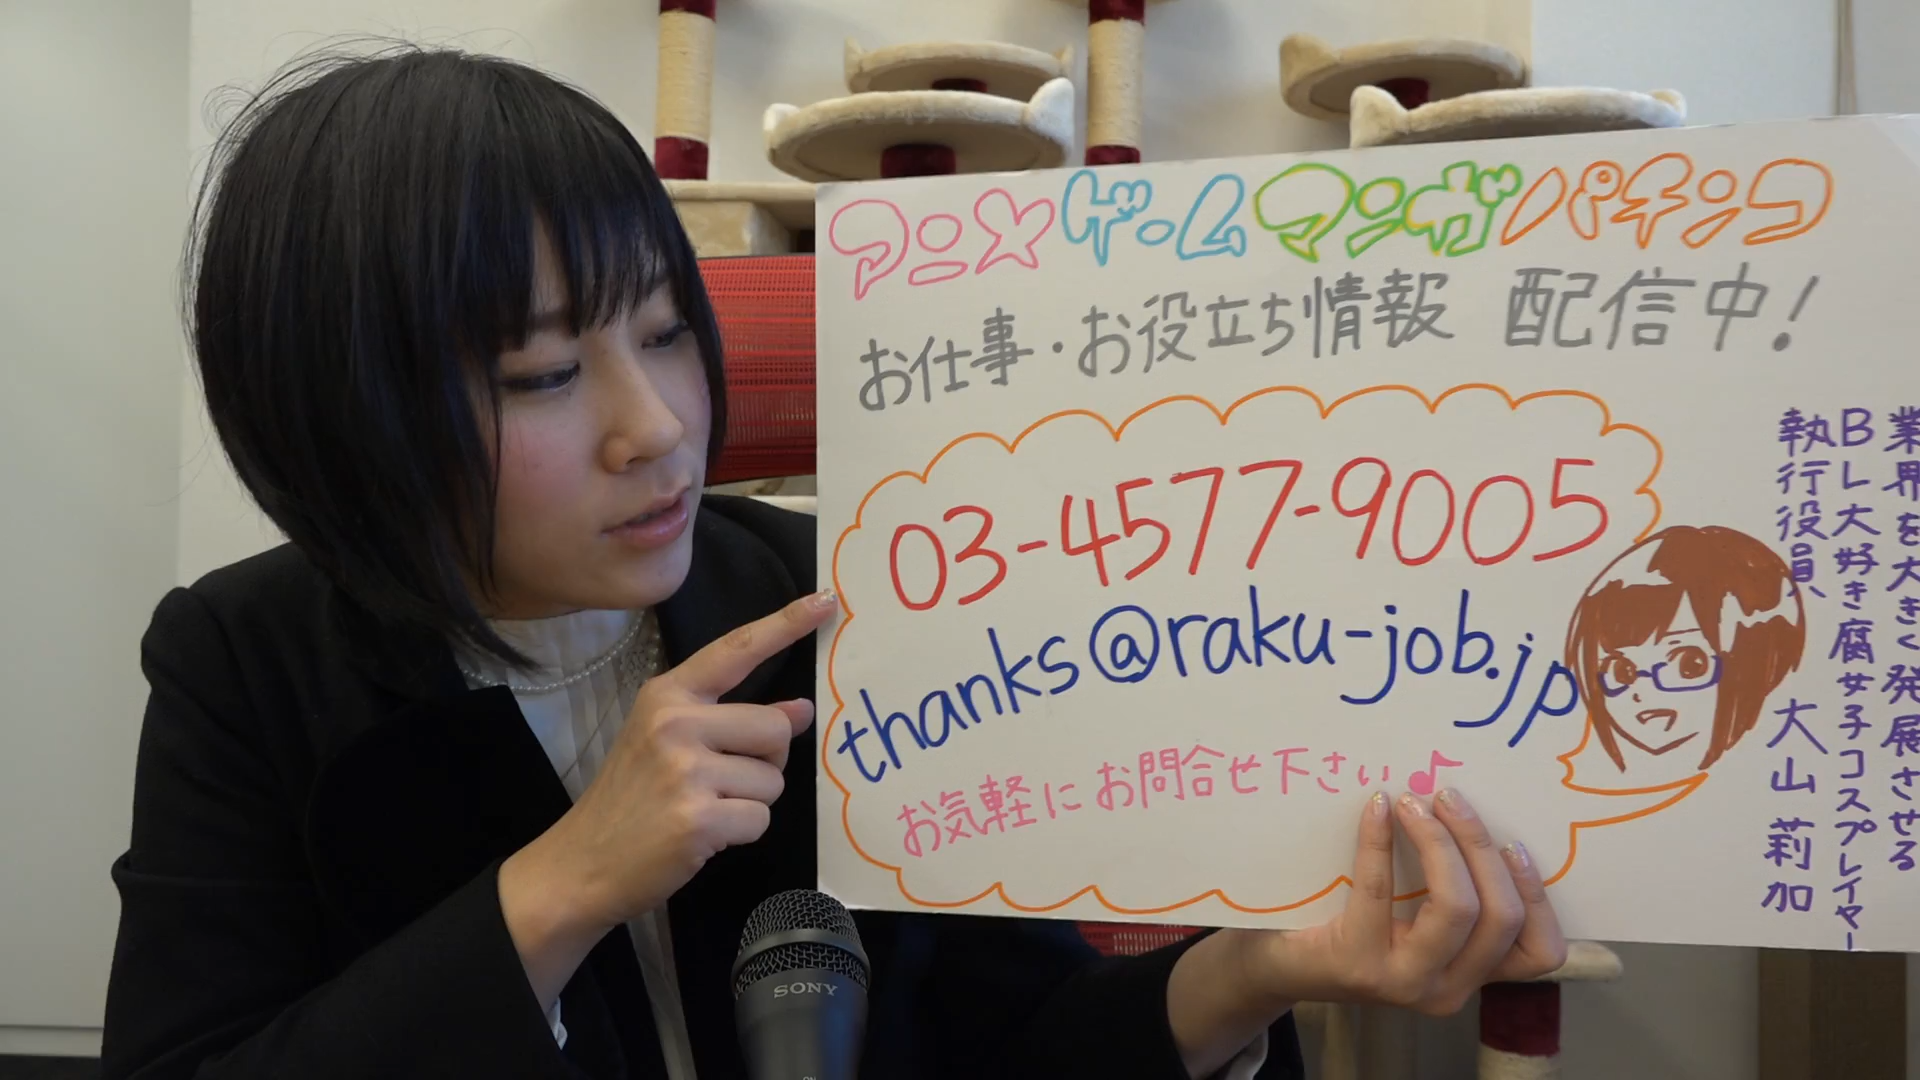 アニメ ゲーム マンガ パチンコ
お仕事・お役立ち情報 配信中!
03-4577-9005
thanks@raku-job.jp
お気軽にお問合せ下さい♪
業界を大きく発展させる
BL大好き腐女子コスプレイヤー
執行役員、大山莉加
SONY
ON